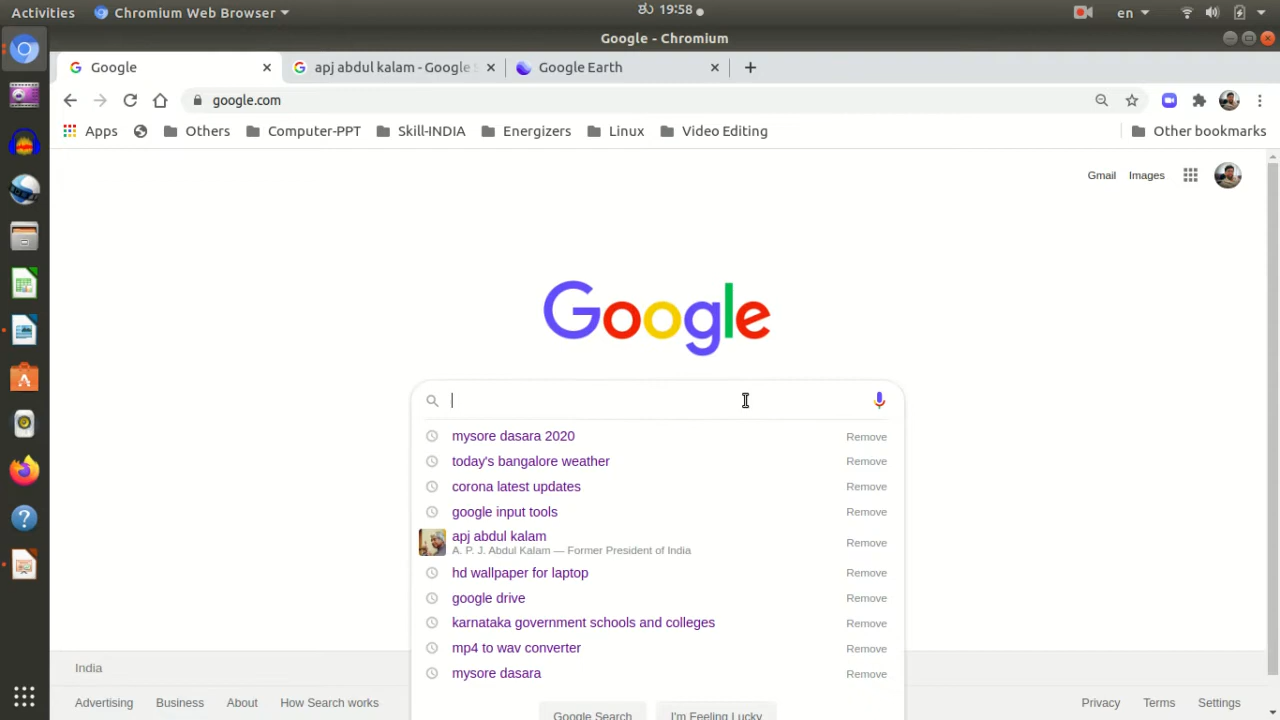 Activities Chromium Web Browser 19:58 en
Google - Chromium
Google apj abdul kalam - Google Google Earth
google.com
Apps Others Computer-PPT Skill-INDIA Energizers Linux Video Editing Other bookmarks
Gmail Images
Google
mysore dasara 2020 Remove
today's bangalore weather Remove
corona latest updates Remove
google input tools Remove
apj abdul kalam
A. P. J. Abdul Kalam — Former President of India Remove
hd wallpaper for laptop Remove
google drive Remove
karnataka government schools and colleges Remove
mp4 to wav converter Remove
mysore dasara Remove
India
Advertising Business About How Search works Privacy Terms Settings
Google Search I'm Feeling Lucky